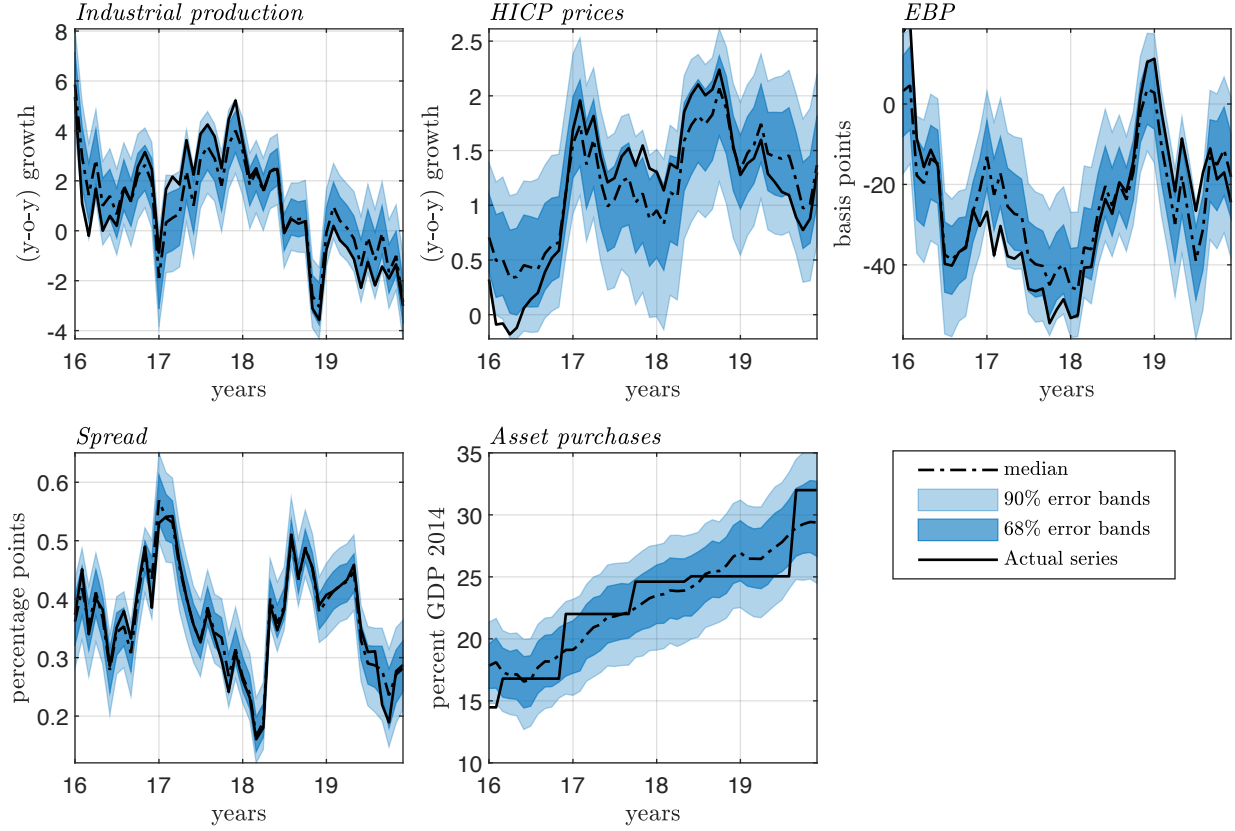 Industrial production
(y-o-y) growth
8
6
4
2
0
-2
-4
16 17 18 19
years
HICP prices
(y-o-y) growth
2.5
2
1.5
1
0.5
0
16 17 18 19
years
EBP
basis points
0
-20
-40
16 17 18 19
years
Spread
percentage points
0.6
0.5
0.4
0.3
0.2
16 17 18 19
years
Asset purchases
percent GDP 2014
35
30
25
20
15
10
16 17 18 19
years
median
90% error bands
68% error bands
Actual series